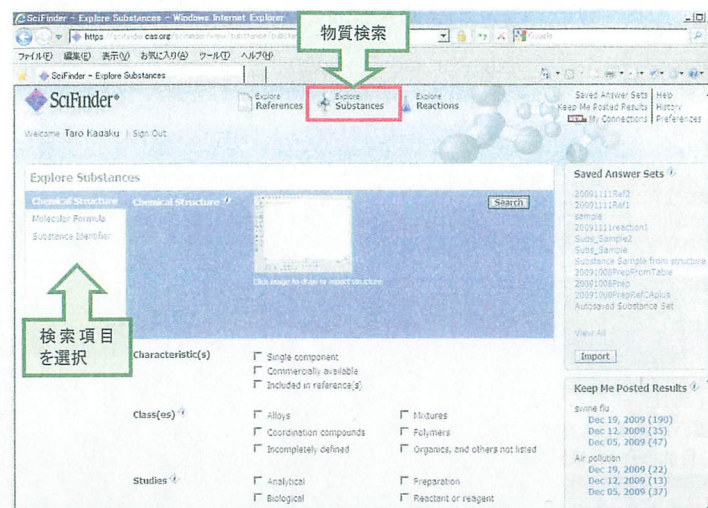 SciFinder - Explore Substances - Windows Internet Explorer
物質検索
https
cas.org
ファイル(F) 編集(E) 表示(V) お気に入り(A) ツール(T) ヘルプ(H)
SciFinder - Explore Substances
SciFinder®
Explore References
Explore Substances
Explore Reactions
Saved Answer Sets | Help
Keep Me Posted Results | History
My Connections | Preferences
Welcome Taro Kagaku | Sign Out
Explore Substances
Chemical Structure
Molecular Formula
Substance Identifier
Chemical Structure
Search
Click image to draw or import structure
検索項目
を選択
Characteristic(s)
Single component
Commercially available
Included in reference(s)
Class(es)
Alloys
Coordination compounds
Incompletely defined
Mixtures
Polymers
Organics, and others not listed
Studies
Analytical
Biological
Preparation
Reactant or reagent
Saved Answer Sets
20091111Ref2
20091111Ref1
sample
20091111reaction1
Subs_Sample2
Subs_Sample
Substance Sample from structure
20091008PrepFromTable
20091008Prep
20091008PrepRefCAplus
Autosaved Substance Set
View All
Import
Keep Me Posted Results
swine flu
Dec 19, 2009 (190)
Dec 12, 2009 (35)
Dec 05, 2009 (47)
Air pollution
Dec 19, 2009 (22)
Dec 12, 2009 (13)
Dec 05, 2009 (37)